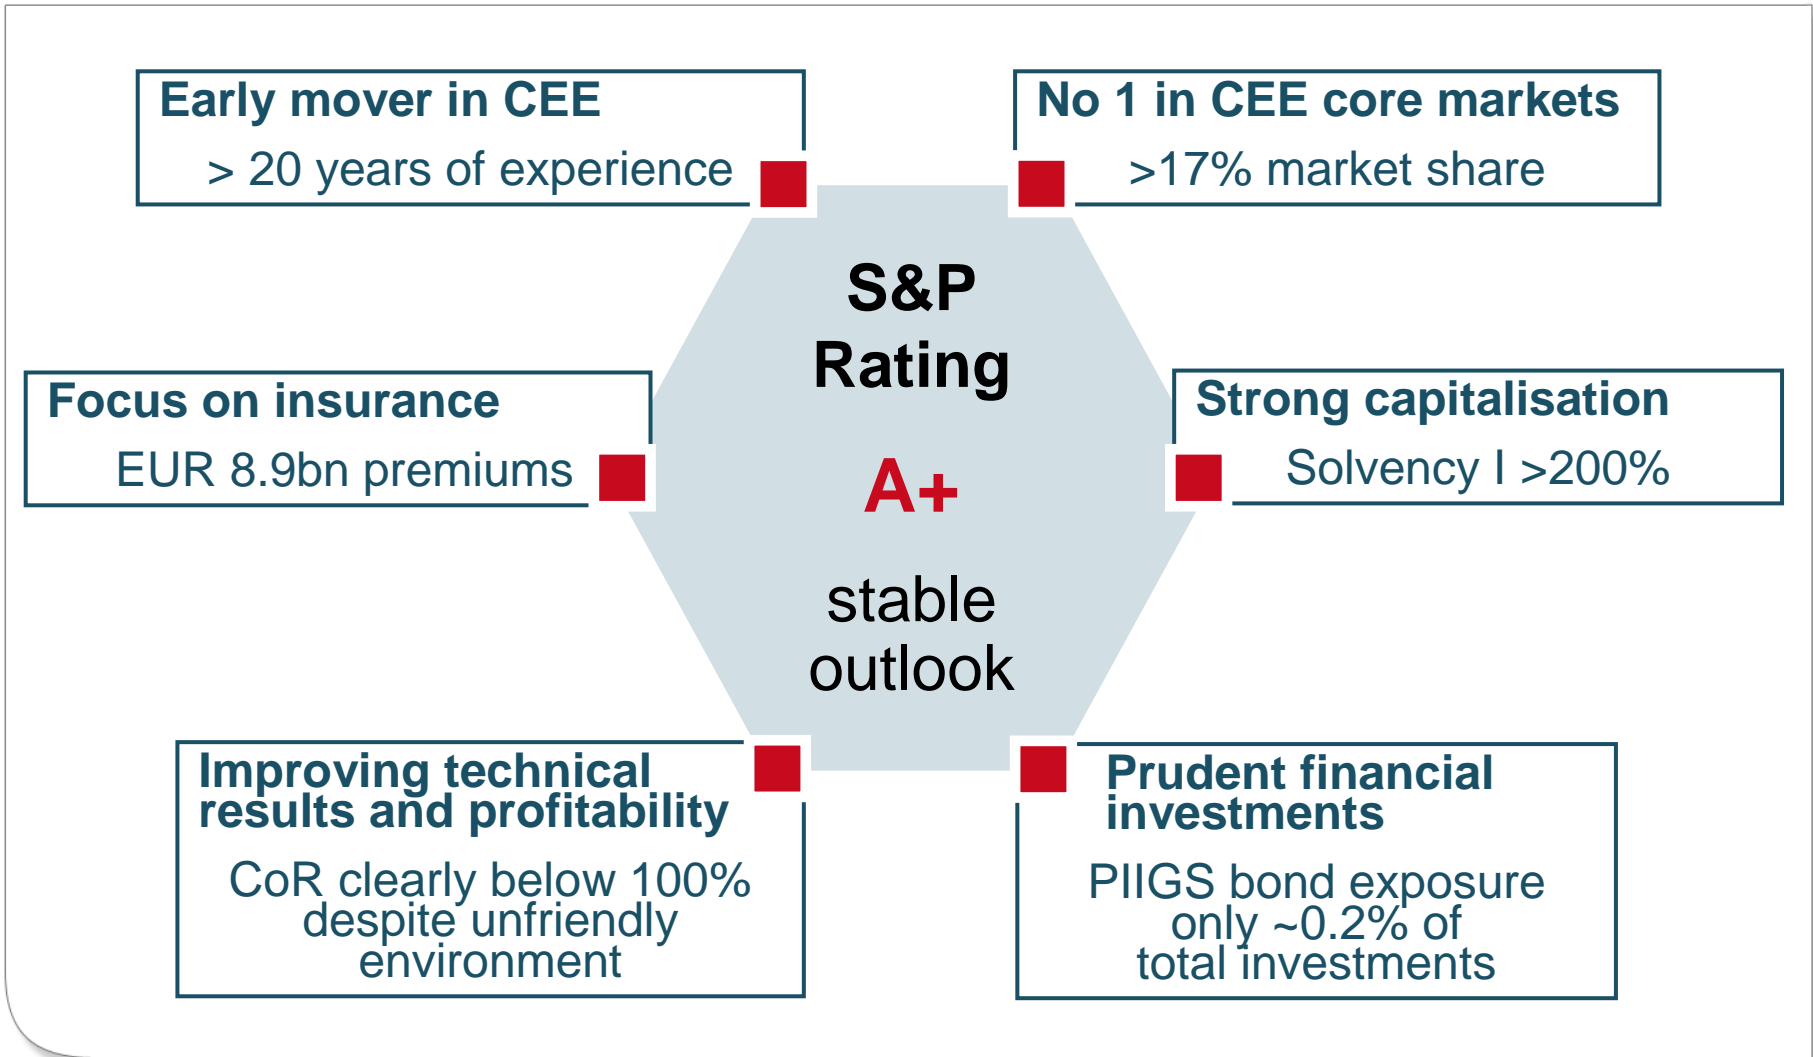 Early mover in CEE
> 20 years of experience
No 1 in CEE core markets
>17% market share
S&P
Rating
A+
stable
outlook
Focus on insurance
EUR 8.9bn premiums
Strong capitalisation
Solvency I >200%
Improving technical
results and profitability
CoR clearly below 100%
despite unfriendly
environment
Prudent financial
investments
PIIGS bond exposure
only ~0.2% of
total investments